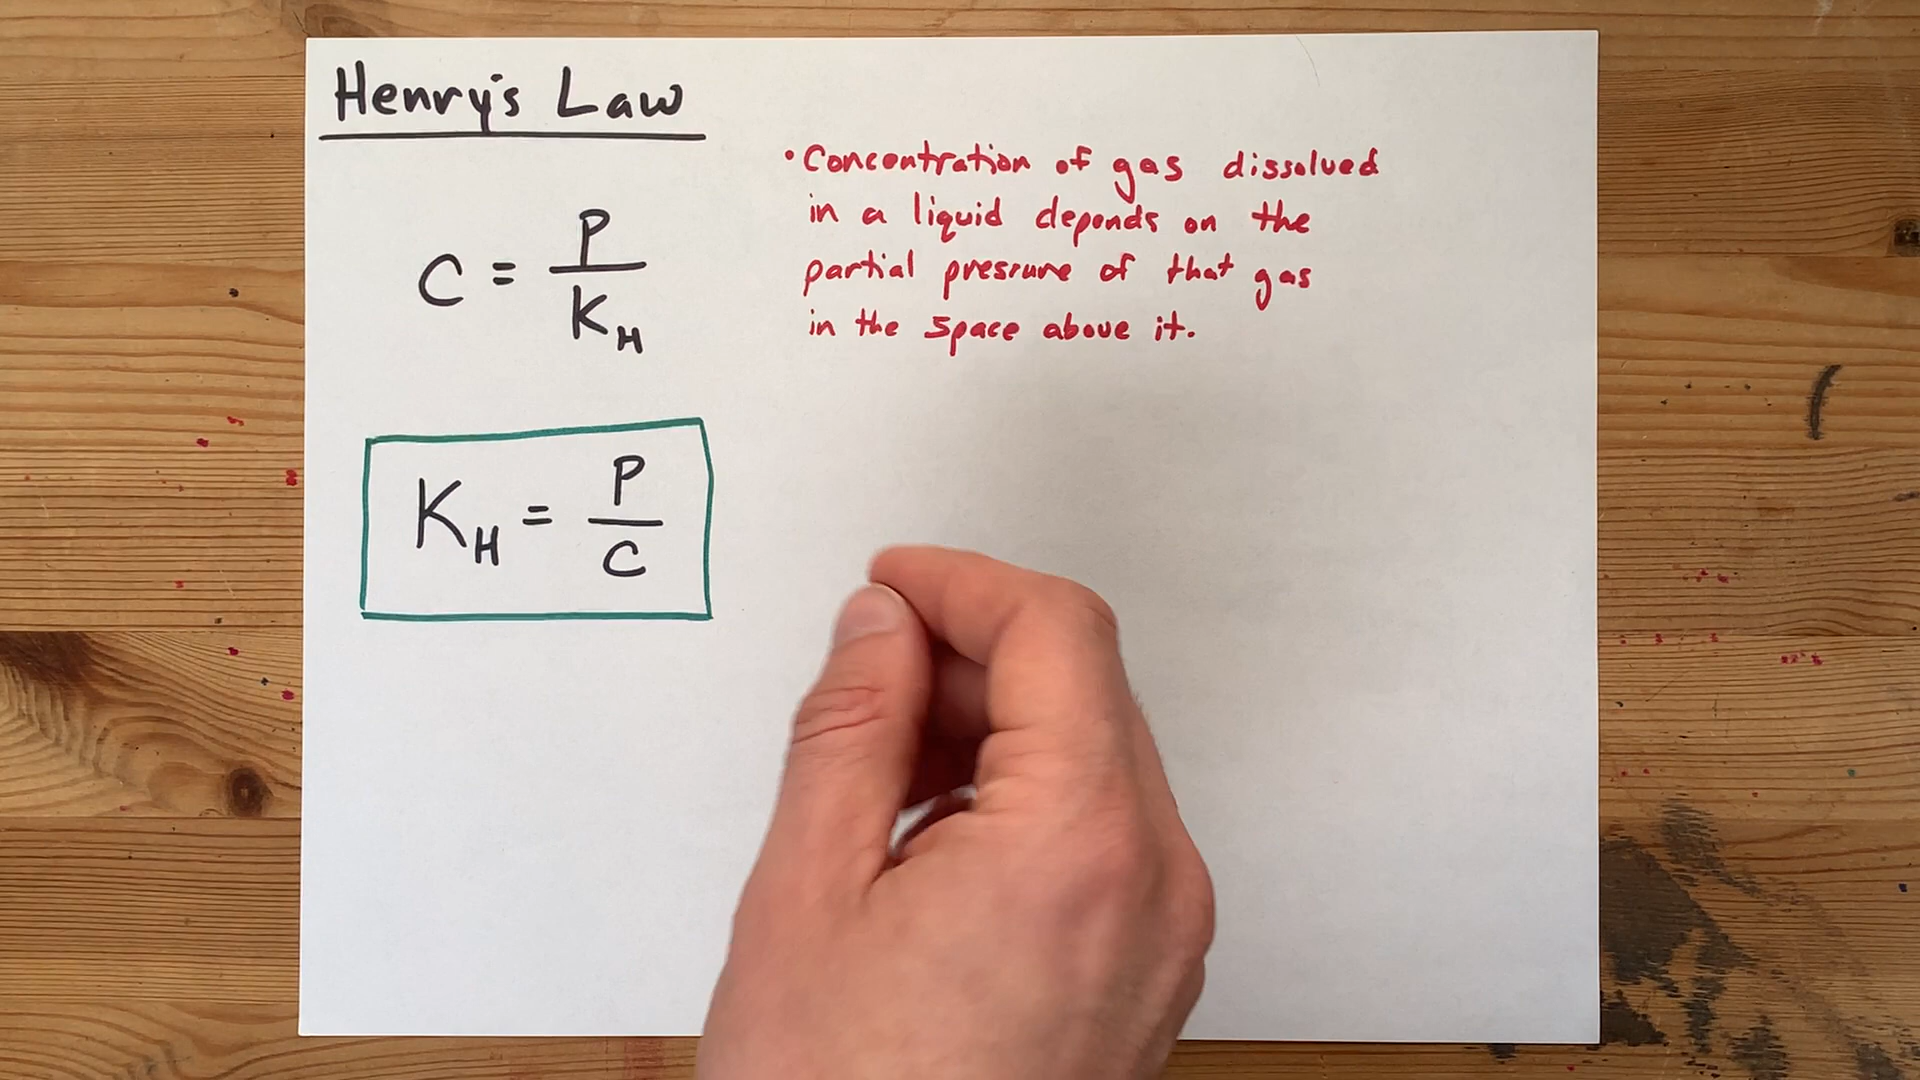 Henry's Law
C = P / K_H
K_H = P / C
• Concentration of gas dissolved
in a liquid depends on the
partial pressure of that gas
in the space above it.